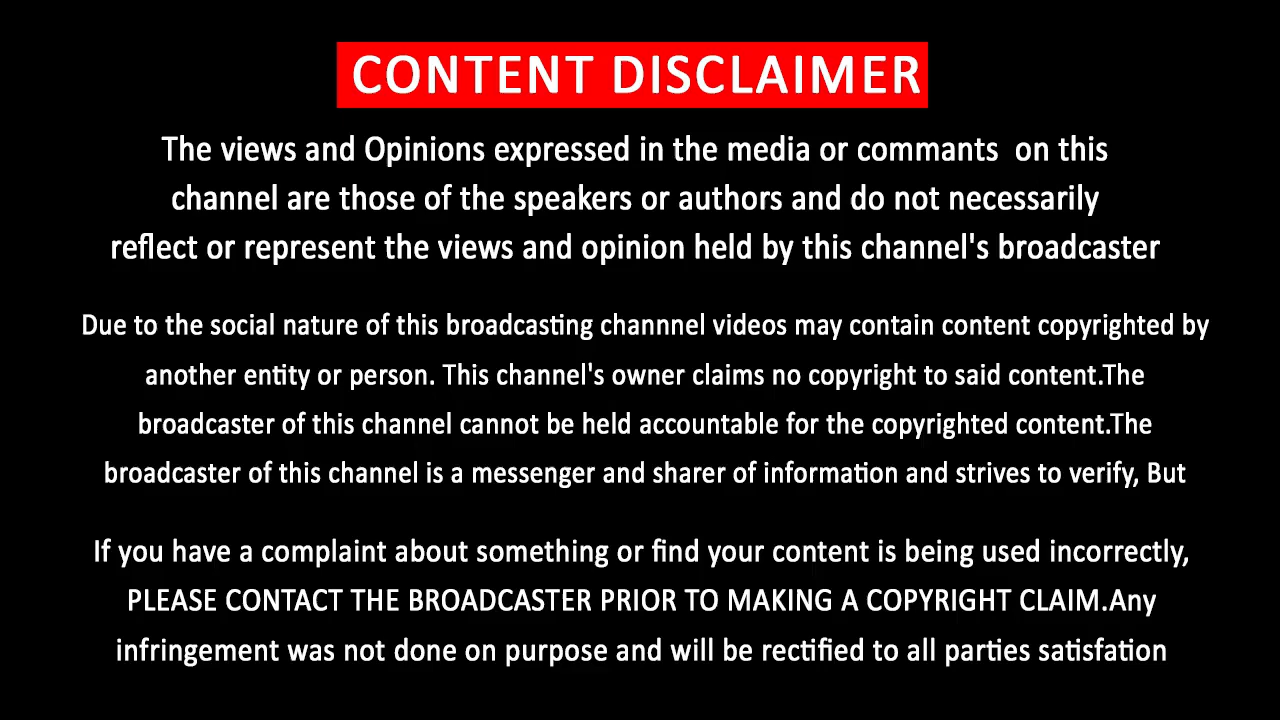 CONTENT DISCLAIMER
The views and Opinions expressed in the media or commants on this
channel are those of the speakers or authors and do not necessarily
reflect or represent the views and opinion held by this channel's broadcaster
Due to the social nature of this broadcasting channnel videos may contain content copyrighted by
another entity or person. This channel's owner claims no copyright to said content.The
broadcaster of this channel cannot be held accountable for the copyrighted content.The
broadcaster of this channel is a messenger and sharer of information and strives to verify, But
If you have a complaint about something or find your content is being used incorrectly,
PLEASE CONTACT THE BROADCASTER PRIOR TO MAKING A COPYRIGHT CLAIM.Any
infringement was not done on purpose and will be rectified to all parties satisfation